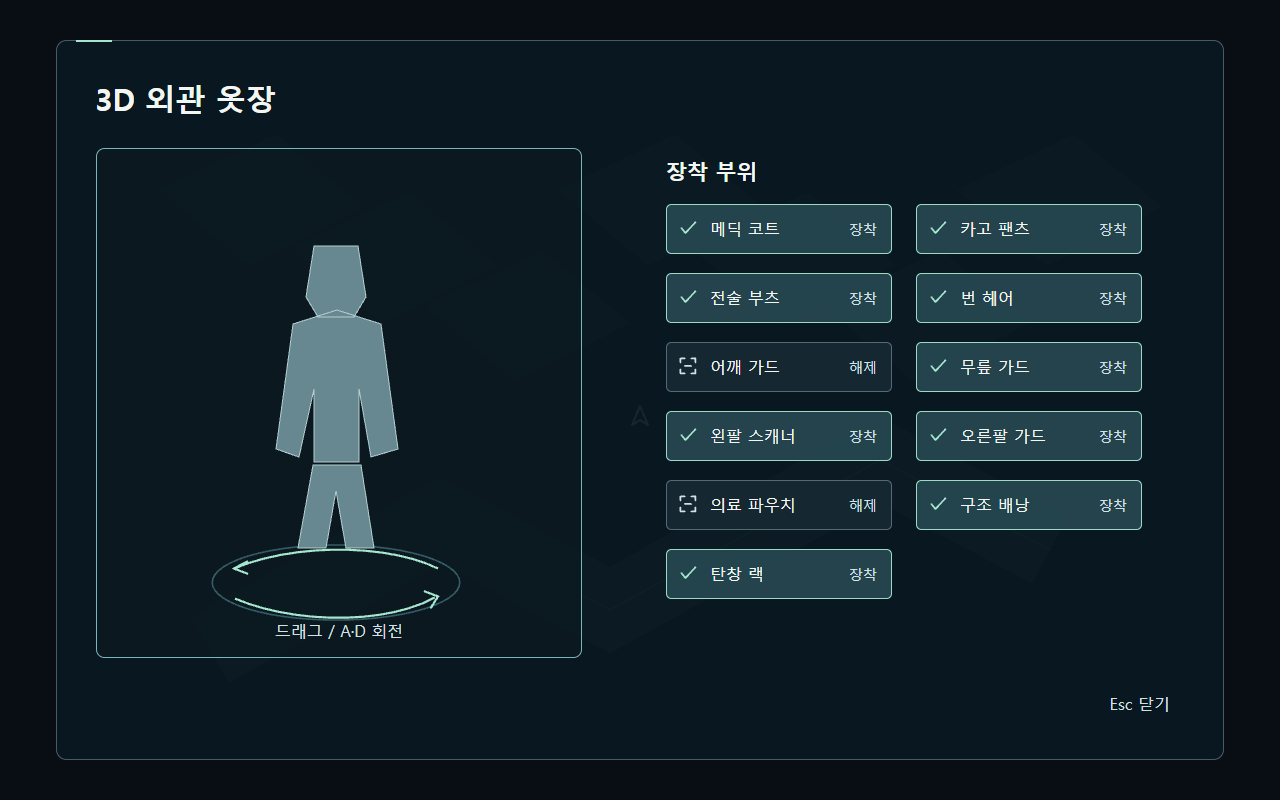 3D 외관 옷장
드래그 / A·D 회전
장착 부위
메딕 코트 장착
카고 팬츠 장착
전술 부츠 장착
번 헤어 장착
어깨 가드 해제
무릎 가드 장착
왼팔 스캐너 장착
오른팔 가드 장착
의료 파우치 해제
구조 배낭 장착
탄창 랙 장착
Esc 닫기